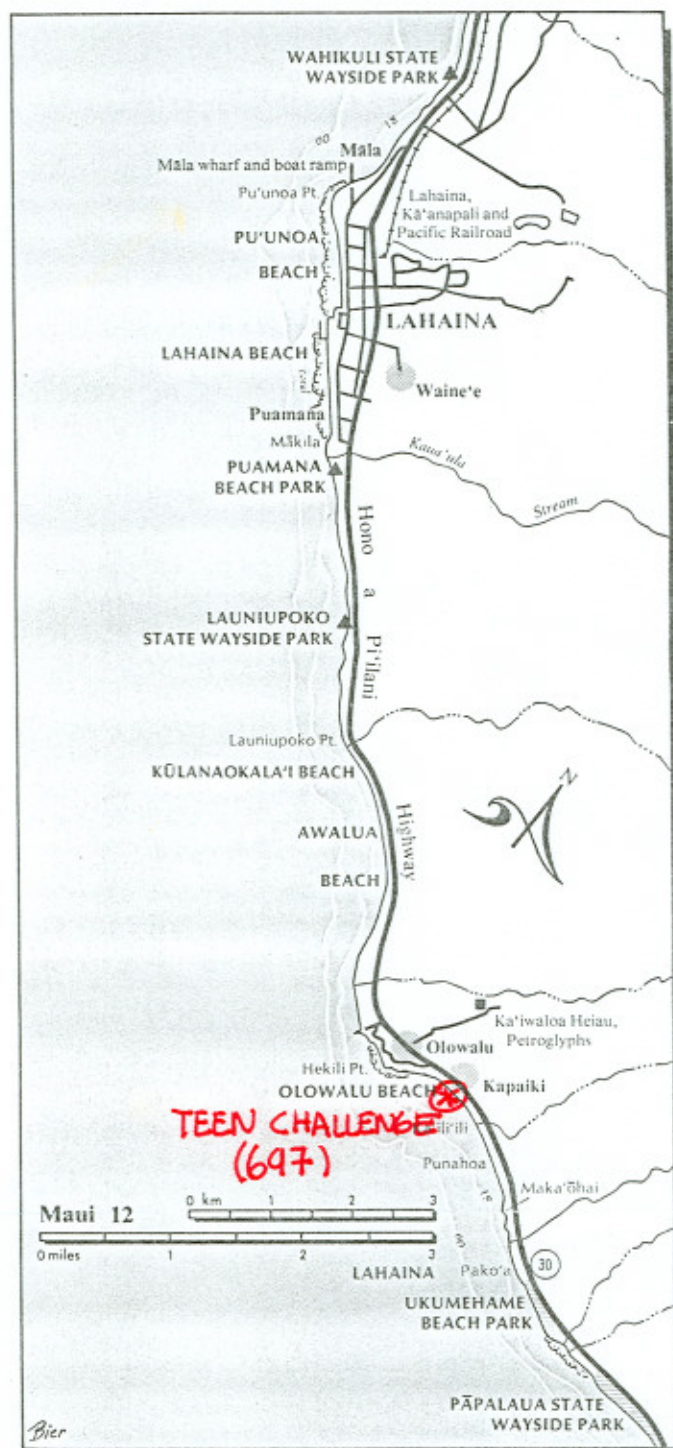 WAHIKULI STATE
WAYSIDE PARK
60
12
Māla
Māla wharf and boat ramp
Pu'unoa Pt.
Lahaina,
Kā'anapali and
Pacific Railroad
PU'UNOA
BEACH
LAHAINA
LAHAINA BEACH
Waine'e
Puamana
Mākila
Kaua'ula
Stream
PUAMANA
BEACH PARK
Hono a Pi'ilani Highway
LAUNIUPOKO
STATE WAYSIDE PARK
Launiupoko Pt.
KŪLANAOKALA'I BEACH
N
AWALUA
BEACH
Ka'iwaloa Heiau,
Petroglyphs
Olowalu
Hekili Pt.
Kapaiki
OLOWALU BEACH
TEEN CHALLENGE
(697)
Punahoa
Maka'ōhai
0 km 1 2 3
Maui 12
0 miles 1 2 3
60
30
LAHAINA
Pako'a
UKUMEHAME
BEACH PARK
PĀPALAUA STATE
WAYSIDE PARK
Bier